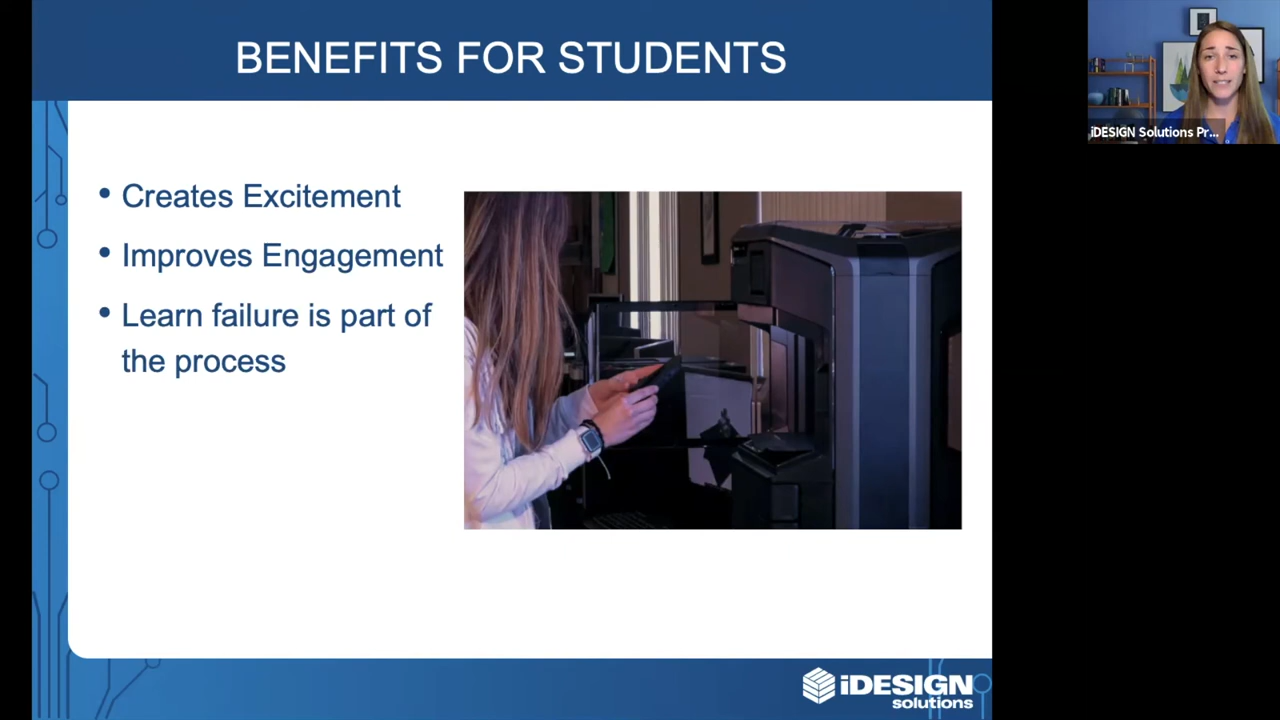 BENEFITS FOR STUDENTS
• Creates Excitement
• Improves Engagement
• Learn failure is part of
the process
iDESIGN Solutions Pr...
iDESIGN
solutions